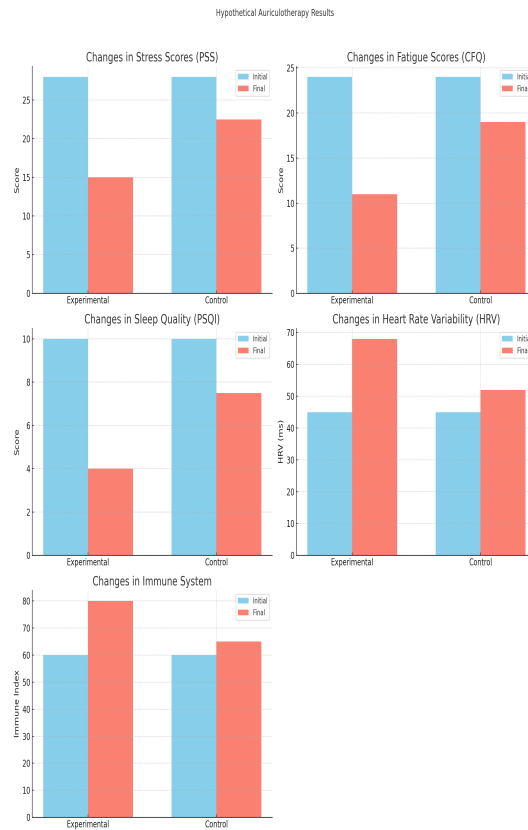 Hypothetical Auriculotherapy Results
Changes in Stress Scores (PSS)
Score
25
20
15
10
5
0
Initial
Final
Experimental
Control
Changes in Fatigue Scores (CFQ)
Score
25
20
15
10
5
0
Initi
Fina
Experimental
Control
Changes in Sleep Quality (PSQI)
Score
10
8
6
4
2
0
Initial
Final
Experimental
Control
Changes in Heart Rate Variability (HRV)
HRV (ms)
70
60
50
40
30
20
10
0
Initi
Fina
Experimental
Control
Changes in Immune System
Immune Index
80
70
60
50
40
30
20
10
0
Initial
Final
Experimental
Control